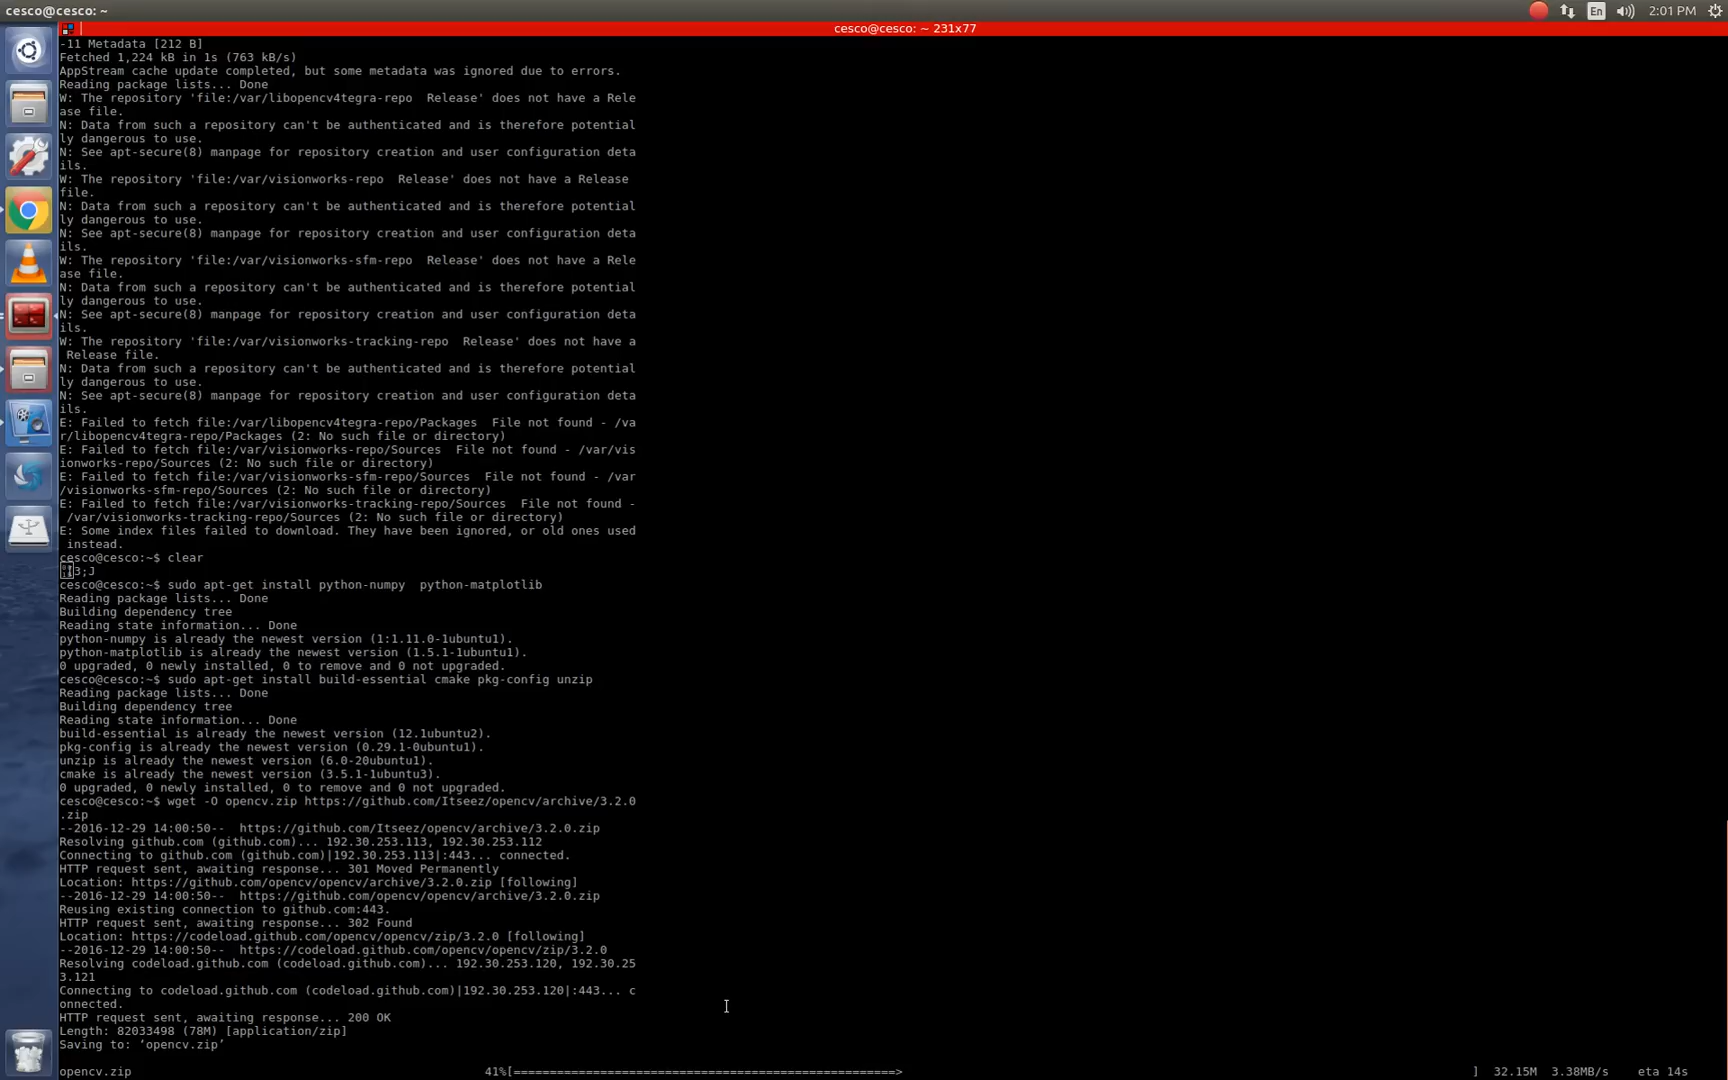 cesco@cesco: ~
En
2:01 PM
cesco@cesco: ~ 231x77
-11 Metadata [212 B]
Fetched 1,224 kB in 1s (763 kB/s)
AppStream cache update completed, but some metadata was ignored due to errors.
Reading package lists... Done
W: The repository 'file:/var/libopencv4tegra-repo  Release' does not have a Rele
ase file.
N: Data from such a repository can't be authenticated and is therefore potential
ly dangerous to use.
N: See apt-secure(8) manpage for repository creation and user configuration deta
ils.
W: The repository 'file:/var/visionworks-repo  Release' does not have a Release
file.
N: Data from such a repository can't be authenticated and is therefore potential
ly dangerous to use.
N: See apt-secure(8) manpage for repository creation and user configuration deta
ils.
W: The repository 'file:/var/visionworks-sfm-repo  Release' does not have a Rele
ase file.
N: Data from such a repository can't be authenticated and is therefore potential
ly dangerous to use.
N: See apt-secure(8) manpage for repository creation and user configuration deta
ils.
W: The repository 'file:/var/visionworks-tracking-repo  Release' does not have a
 Release file.
N: Data from such a repository can't be authenticated and is therefore potential
ly dangerous to use.
N: See apt-secure(8) manpage for repository creation and user configuration deta
ils.
E: Failed to fetch file:/var/libopencv4tegra-repo/Packages  File not found - /va
r/libopencv4tegra-repo/Packages (2: No such file or directory)
E: Failed to fetch file:/var/visionworks-repo/Sources  File not found - /var/vis
ionworks-repo/Sources (2: No such file or directory)
E: Failed to fetch file:/var/visionworks-sfm-repo/Sources  File not found - /var
/visionworks-sfm-repo/Sources (2: No such file or directory)
E: Failed to fetch file:/var/visionworks-tracking-repo/Sources  File not found -
 /var/visionworks-tracking-repo/Sources (2: No such file or directory)
E: Some index files failed to download. They have been ignored, or old ones used
 instead.
cesco@cesco:~$ clear
3;J
cesco@cesco:~$ sudo apt-get install python-numpy  python-matplotlib
Reading package lists... Done
Building dependency tree
Reading state information... Done
python-numpy is already the newest version (1:1.11.0-1ubuntu1).
python-matplotlib is already the newest version (1.5.1-1ubuntu1).
0 upgraded, 0 newly installed, 0 to remove and 0 not upgraded.
cesco@cesco:~$ sudo apt-get install build-essential cmake pkg-config unzip
Reading package lists... Done
Building dependency tree
Reading state information... Done
build-essential is already the newest version (12.1ubuntu2).
pkg-config is already the newest version (0.29.1-0ubuntu1).
unzip is already the newest version (6.0-20ubuntu1).
cmake is already the newest version (3.5.1-1ubuntu3).
0 upgraded, 0 newly installed, 0 to remove and 0 not upgraded.
cesco@cesco:~$ wget -O opencv.zip https://github.com/Itseez/opencv/archive/3.2.0
.zip
--2016-12-29 14:00:50--  https://github.com/Itseez/opencv/archive/3.2.0.zip
Resolving github.com (github.com)... 192.30.253.113, 192.30.253.112
Connecting to github.com (github.com)|192.30.253.113|:443... connected.
HTTP request sent, awaiting response... 301 Moved Permanently
Location: https://github.com/opencv/opencv/archive/3.2.0.zip [following]
--2016-12-29 14:00:50--  https://github.com/opencv/opencv/archive/3.2.0.zip
Reusing existing connection to github.com:443.
HTTP request sent, awaiting response... 302 Found
Location: https://codeload.github.com/opencv/opencv/zip/3.2.0 [following]
--2016-12-29 14:00:50--  https://codeload.github.com/opencv/opencv/zip/3.2.0
Resolving codeload.github.com (codeload.github.com)... 192.30.253.120, 192.30.25
3.121
Connecting to codeload.github.com (codeload.github.com)|192.30.253.120|:443... c
onnected.
HTTP request sent, awaiting response... 200 OK
Length: 82033498 (78M) [application/zip]
Saving to: ‘opencv.zip’
opencv.zip 41%[=====================================================> ] 32.15M 3.38MB/s eta 14s